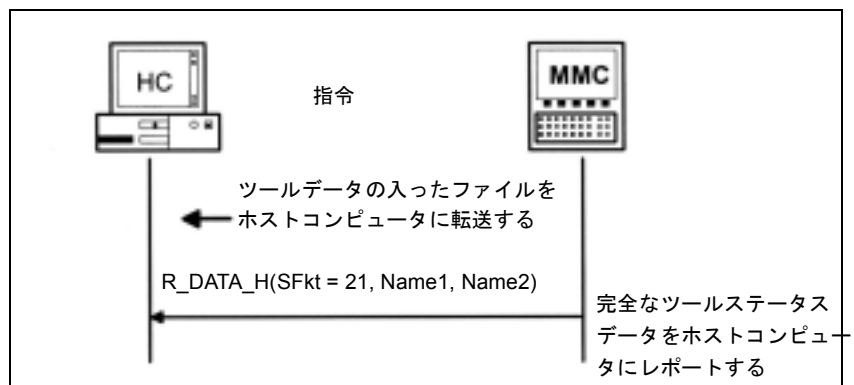 HC
指令
MMC
ツールデータの入ったファイルを
ホストコンピュータに転送する
R_DATA_H(SFkt = 21, Name1, Name2)
完全なツールステータス
データをホストコンピュー
タにレポートする